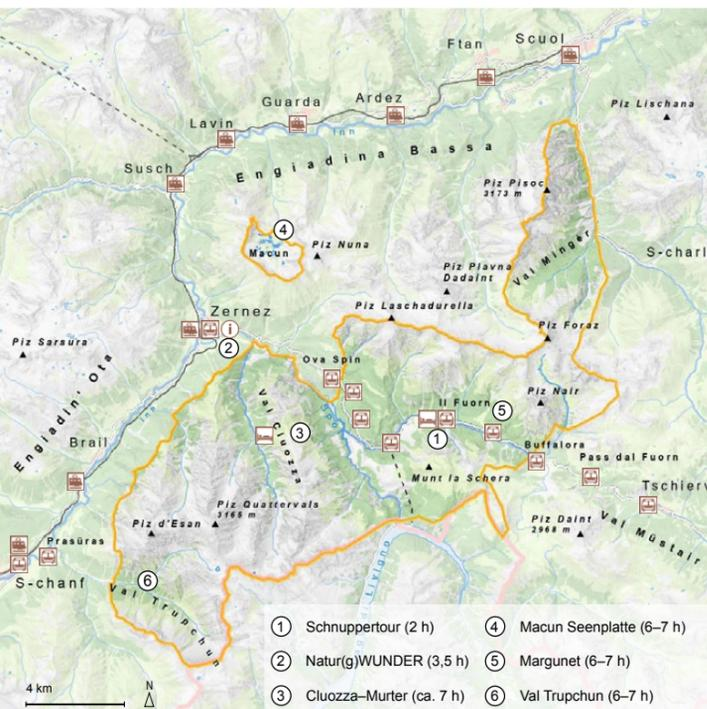 Scuol
Ftan
Ardez
Guarda
Lavin
Susch
Inn
Engiadina Bassa
Piz Lischana
Piz Pisoc
3173 m
Val Mingèr
S-charl
4
Macun
Piz Nuna
Piz Plavna
Dadaint
Piz Laschadurella
Piz Foraz
Zernez
i
2
Piz Sarsura
Engiadin' Ota
Inn
Brail
Ova Spin
Spöl
Val Cluozza
3
Il Fuorn
1
5
Piz Nair
Buffalora
Pass dal Fuorn
Munt la Schera
Tschierv
Piz Daint
2968 m
Val Müstair
Piz Quattervals
3165 m
Piz d'Esan
Prasüras
S-chanf
6
Val Trupchun
Livigno
1 Schnuppertour (2 h)
2 Natur(g)WUNDER (3,5 h)
3 Cluozza–Murter (ca. 7 h)
4 Macun Seenplatte (6–7 h)
5 Margunet (6–7 h)
6 Val Trupchun (6–7 h)
4 km
N